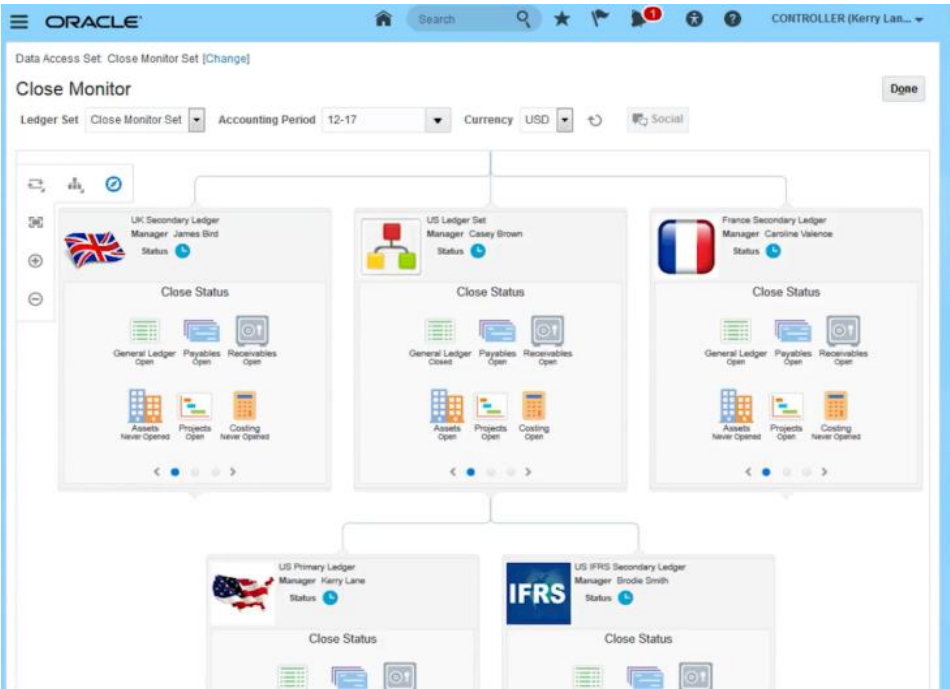 ORACLE
Search
1
CONTROLLER (Kerry Lan...
Data Access Set: Close Monitor Set [Change]
Close Monitor
Done
Ledger Set Close Monitor Set Accounting Period 12-17 Currency USD Social
UK Secondary Ledger
Manager James Bird
Status
Close Status
General Ledger Payables Receivables
Open Open Open
Assets Projects Costing
Never Opened Open Never Opened
US Ledger Set
Manager Casey Brown
Status
Close Status
General Ledger Payables Receivables
Closed Open Open
Assets Projects Costing
Open Open Open
France Secondary Ledger
Manager Caroline Valence
Status
Close Status
General Ledger Payables Receivables
Open Open Open
Assets Projects Costing
Never Opened Open Never Opened
US Primary Ledger
Manager Kerry Lane
Status
Close Status
IFRS
US IFRS Secondary Ledger
Manager Brodie Smith
Status
Close Status